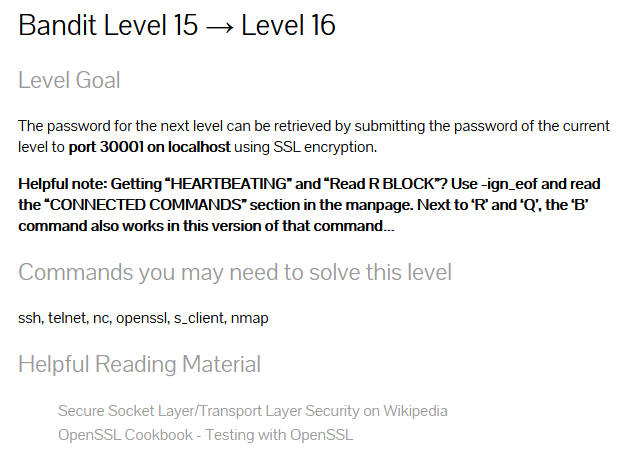 Bandit Level 15 → Level 16
Level Goal
The password for the next level can be retrieved by submitting the password of the current
level to port 30001 on localhost using SSL encryption.
Helpful note: Getting “HEARTBEATING” and “Read R BLOCK”? Use -ign_eof and read
the “CONNECTED COMMANDS” section in the manpage. Next to ‘R’ and ‘Q’, the ‘B’
command also works in this version of that command…
Commands you may need to solve this level
ssh, telnet, nc, openssl, s_client, nmap
Helpful Reading Material
Secure Socket Layer/Transport Layer Security on Wikipedia
OpenSSL Cookbook - Testing with OpenSSL